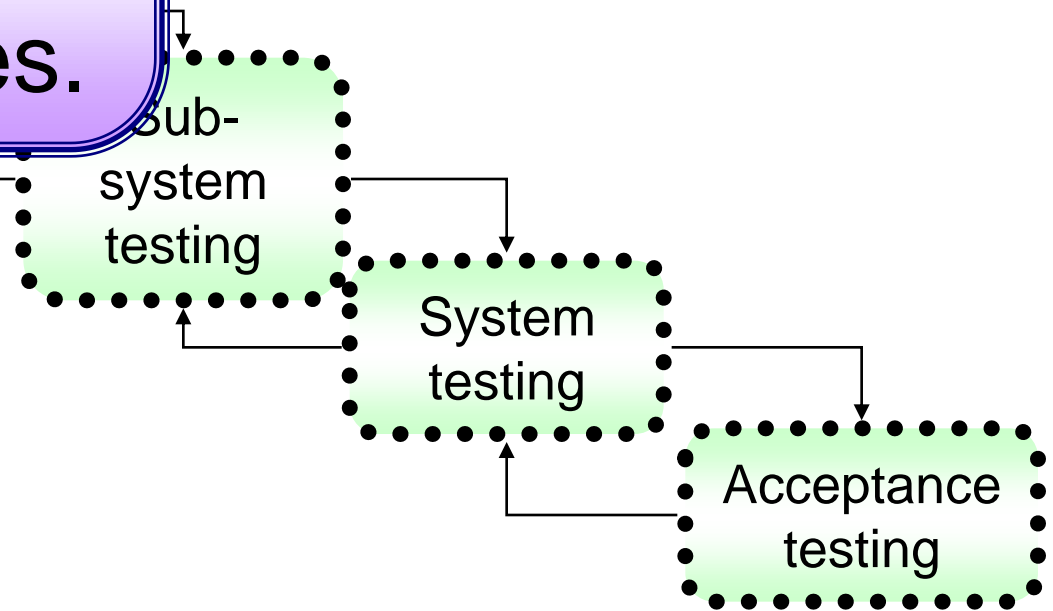 es.
Sub-
system
testing
System
testing
Acceptance
testing